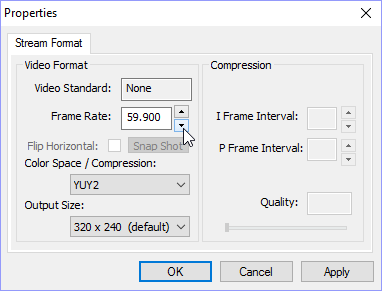 Properties
Stream Format
Video Format
Video Standard: None
Frame Rate: 59.900
Flip Horizontal: Snap Shot
Color Space / Compression:
YUY2
Output Size:
320 x 240 (default)
Compression
I Frame Interval:
P Frame Interval:
Quality:
OK
Cancel
Apply